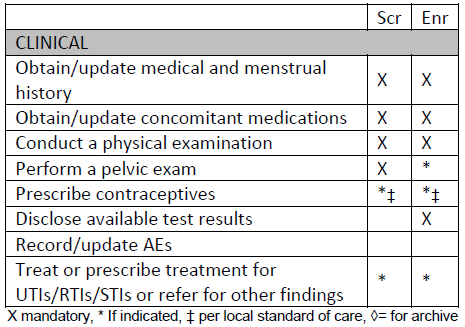 Scr Enr
CLINICAL
Obtain/update medical and menstrual
history X X
Obtain/update concomitant medications X X
Conduct a physical examination X X
Perform a pelvic exam X *
Prescribe contraceptives *‡ *‡
Disclose available test results X
Record/update AEs
Treat or prescribe treatment for
UTIs/RTIs/STIs or refer for other findings * *
X mandatory, * If indicated, ‡ per local standard of care, ◊= for archive